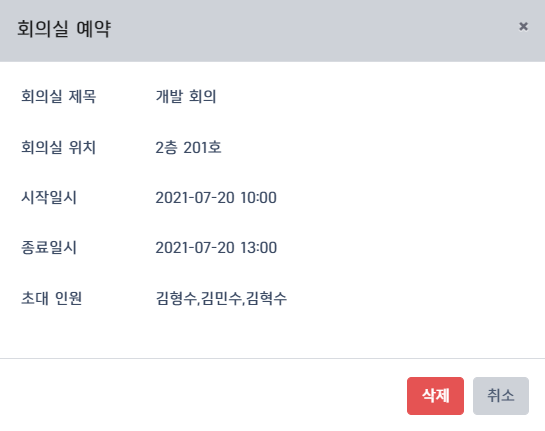 회의실 예약 ×
회의실 제목 개발 회의
회의실 위치 2층 201호
시작일시 2021-07-20 10:00
종료일시 2021-07-20 13:00
초대 인원 김형수,김민수,김혁수
삭제 취소